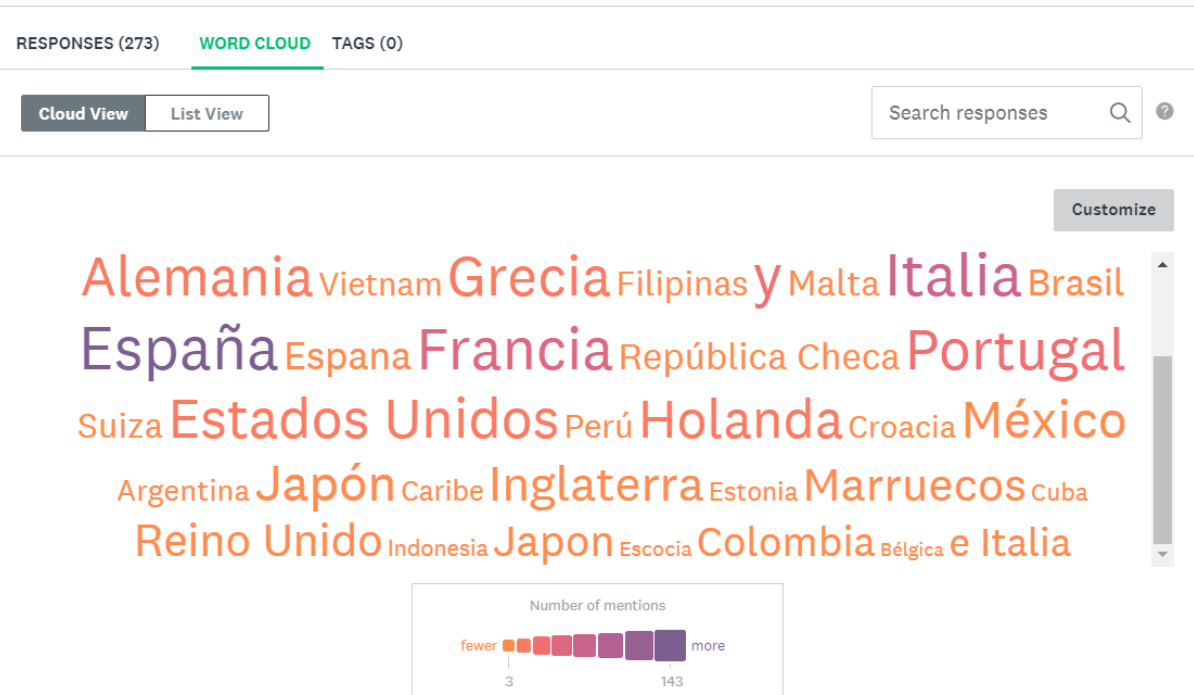 RESPONSES (273) WORD CLOUD TAGS (0)
Cloud View List View Search responses ?
Customize
Alemania Vietnam Grecia Filipinas y Malta Italia Brasil
España Espana Francia República Checa Portugal
Suiza Estados Unidos Perú Holanda Croacia México
Argentina Japón Caribe Inglaterra Estonia Marruecos Cuba
Reino Unido Indonesia Japon Escocia Colombia Bélgica e Italia
Number of mentions
fewer more
3 143